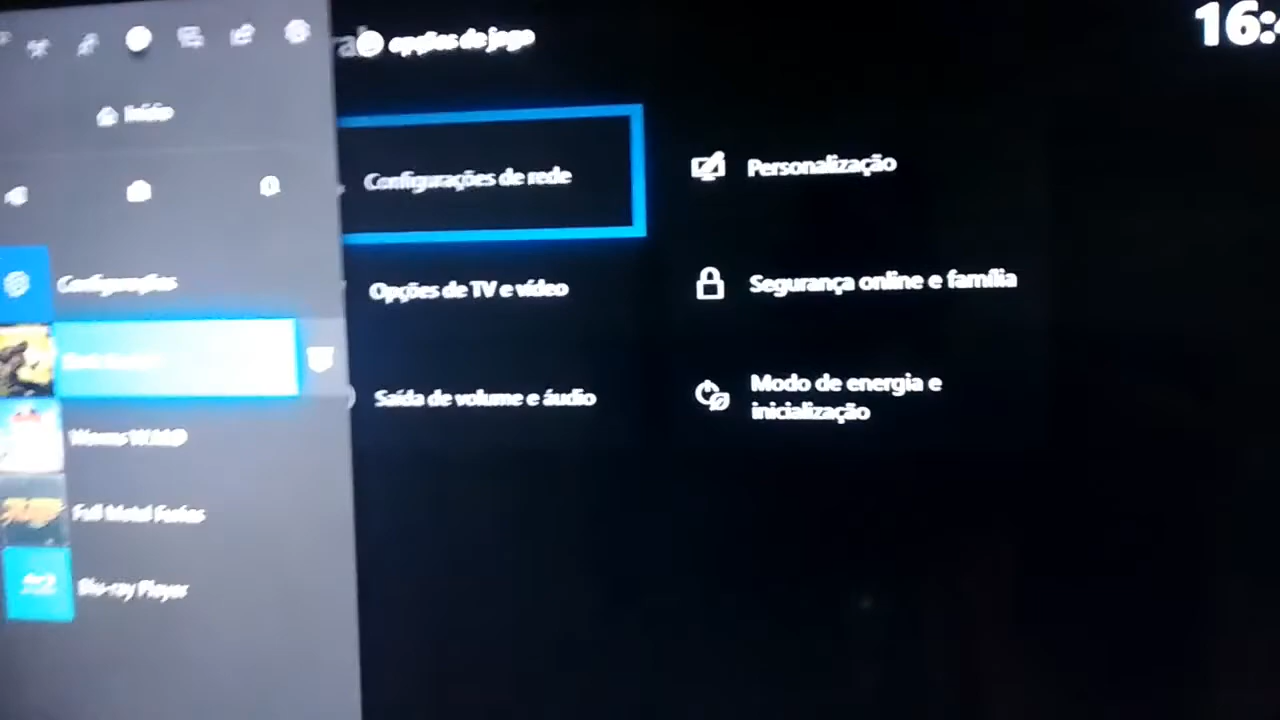 opções de jogo
16:
Início
Configurações de rede
Personalização
Configurações
Opções de TV e vídeo
Segurança online e família
Saída de volume e áudio
Modo de energia e
inicialização
Worms W.M.D
Full Metal Furies
Blu-ray Player